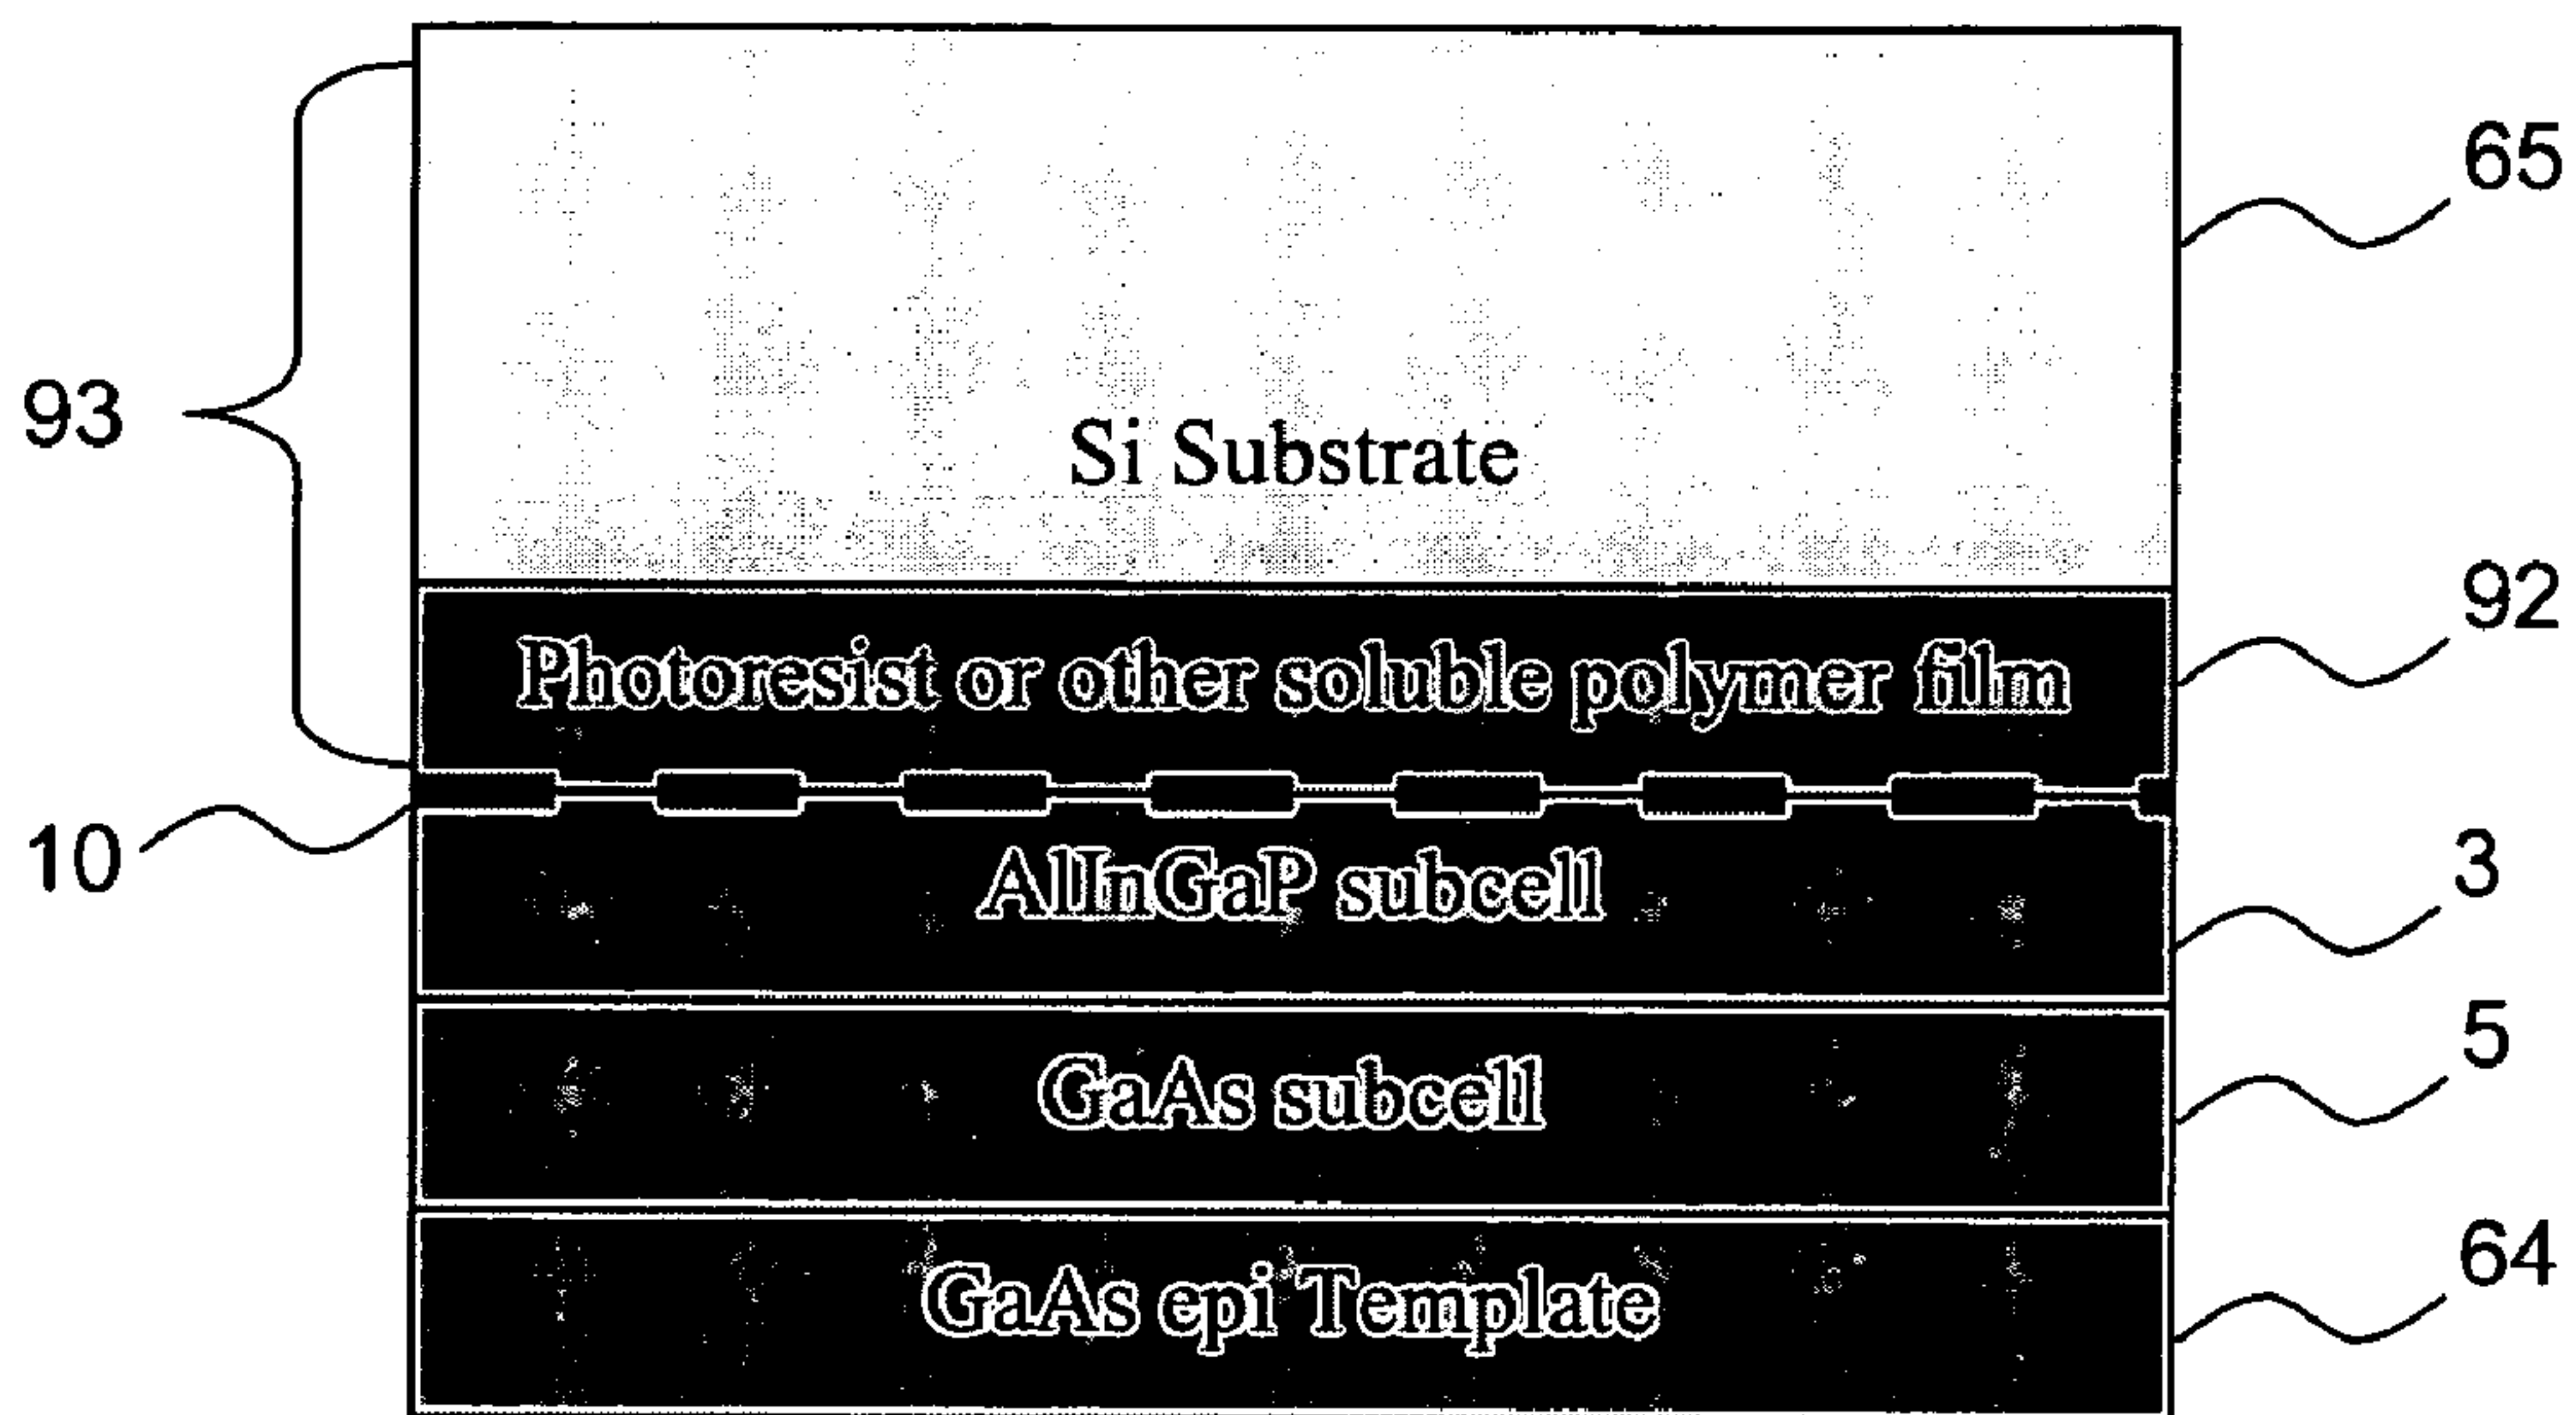 65
93
Si Substrate
92
Photoresist or other soluble polymer film
10
AlInGaP subcell
3
GaAs subcell
5
GaAs epi Template
64